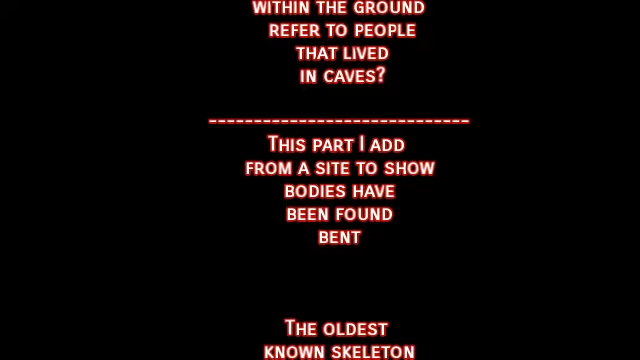 WITHIN THE GROUND
REFER TO PEOPLE
THAT LIVED
IN CAVES?
-----------------------------
THIS PART I ADD
FROM A SITE TO SHOW
BODIES HAVE
BEEN FOUND
BENT
THE OLDEST
KNOWN SKELETON